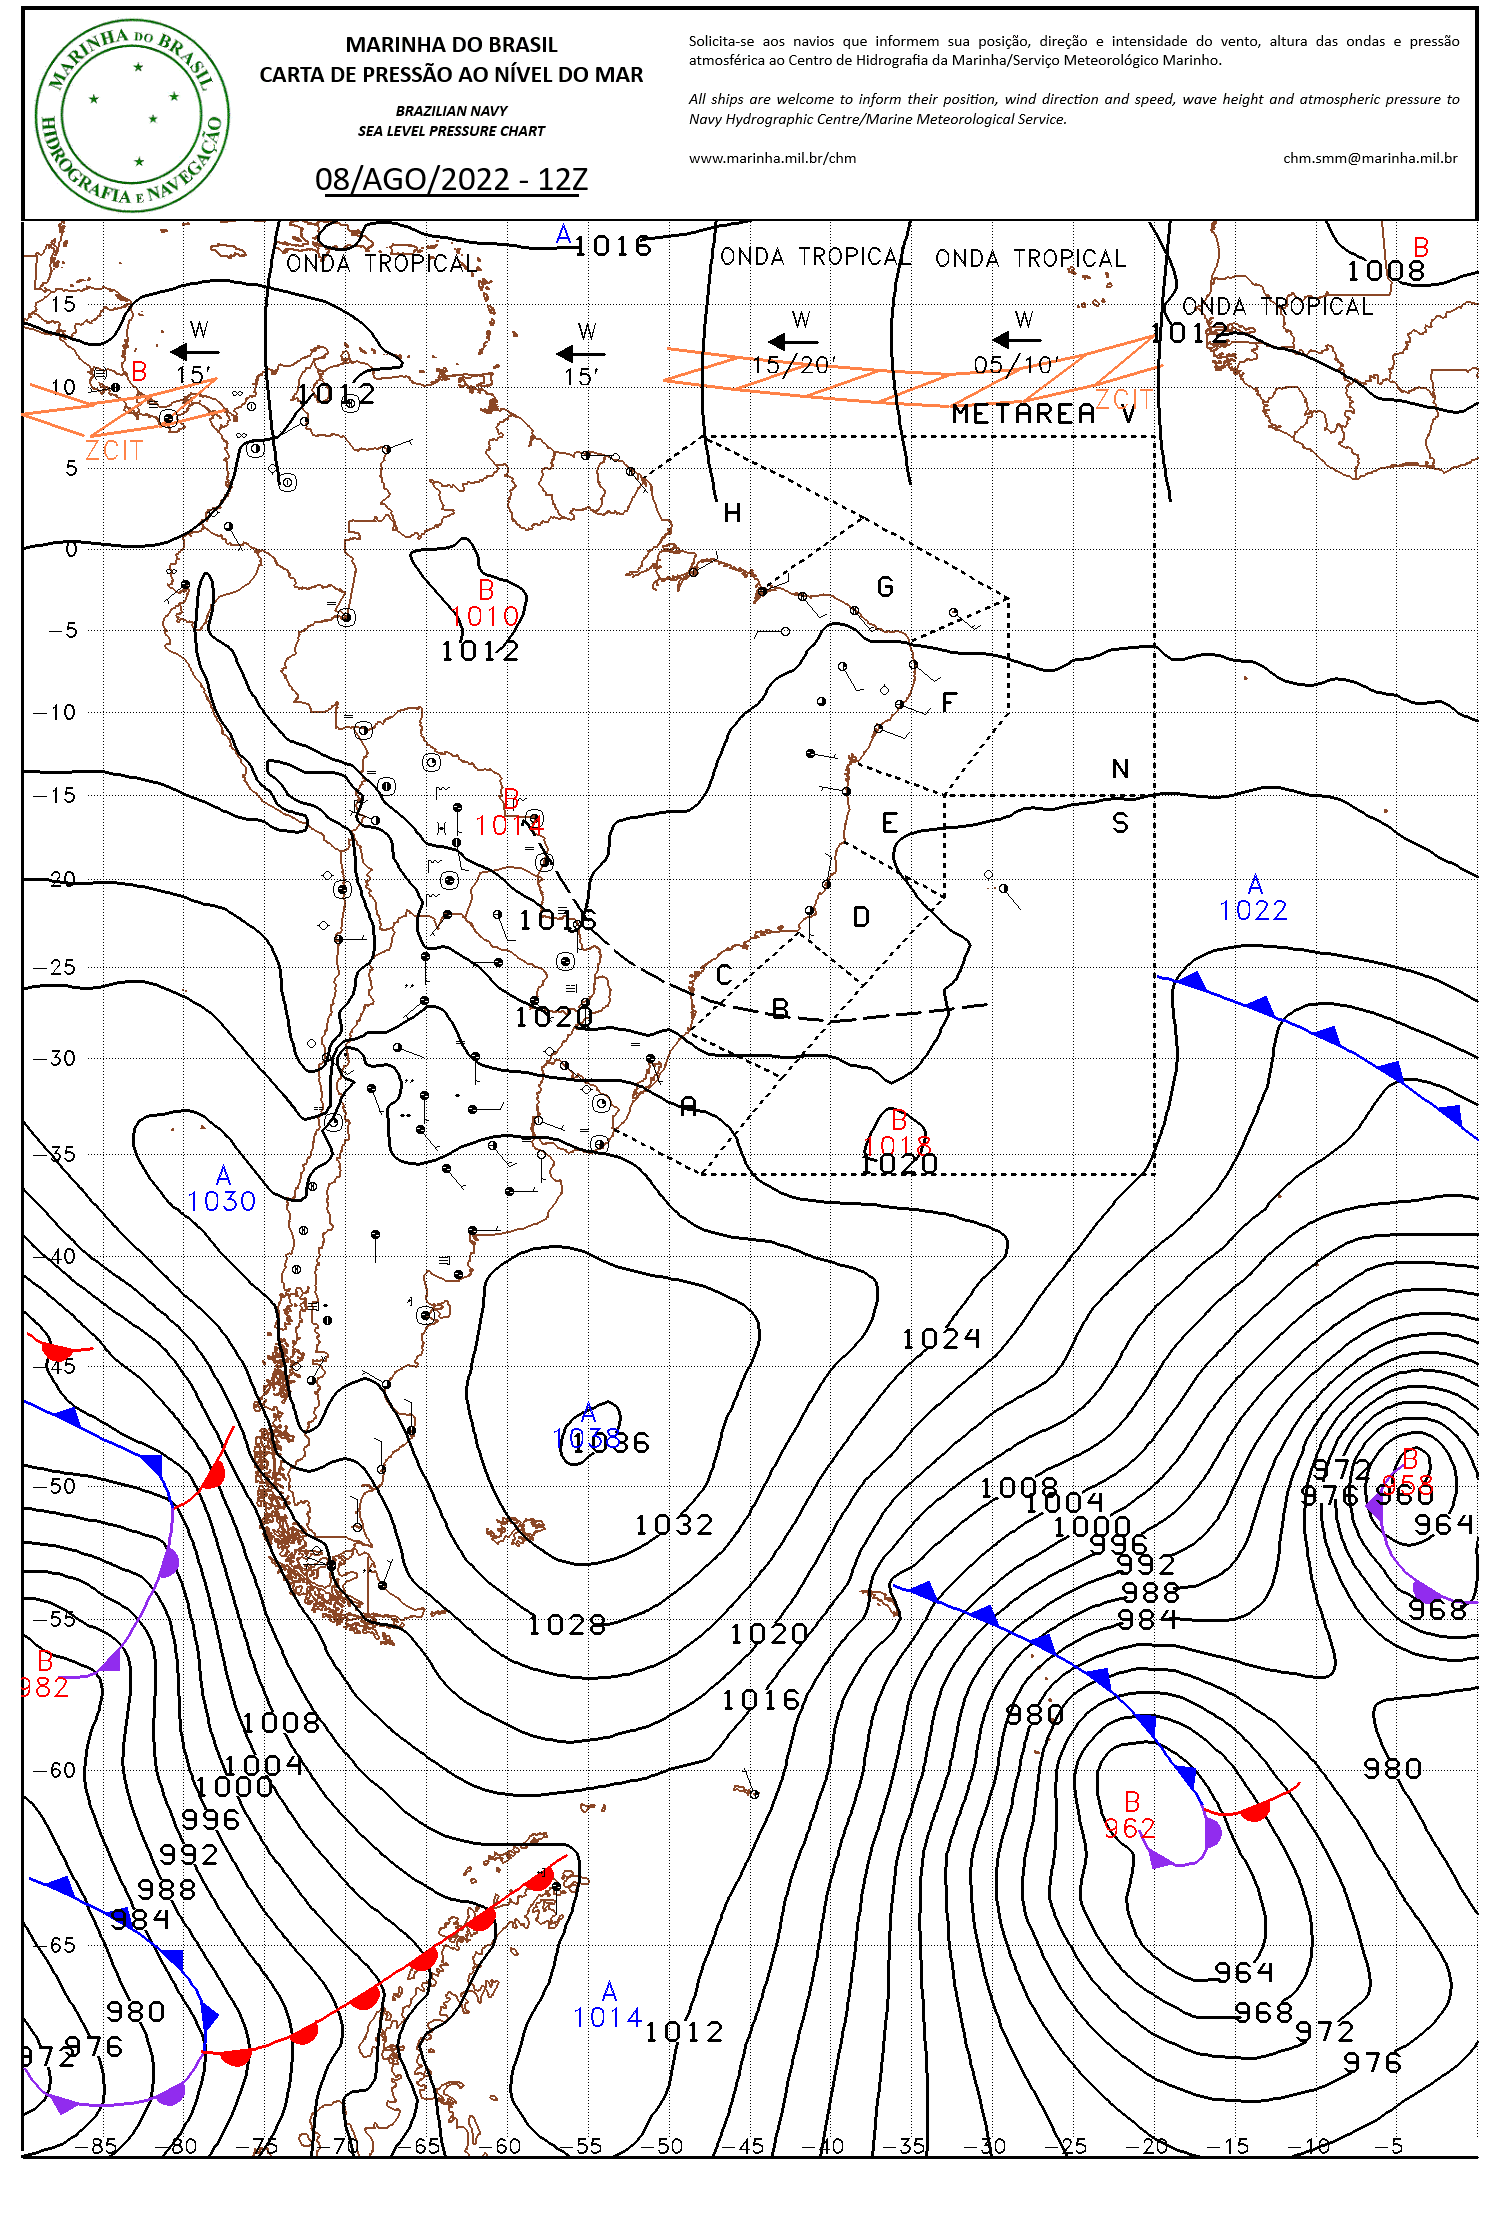 MARINHA DO BRASIL
HIDROGRAFIA E NAVEGAÇÃO
MARINHA DO BRASIL
CARTA DE PRESSÃO AO NÍVEL DO MAR
BRAZILIAN NAVY
SEA LEVEL PRESSURE CHART
08/AGO/2022 - 12Z
Solicita-se aos navios que informem sua posição, direção e intensidade do vento, altura das ondas e pressão
atmosférica ao Centro de Hidrografia da Marinha/Serviço Meteorológico Marinho.
All ships are welcome to inform their position, wind direction and speed, wave height and atmospheric pressure to
Navy Hydrographic Centre/Marine Meteorological Service.
www.marinha.mil.br/chm chm.smm@marinha.mil.br
A 1016
B
1008
ONDA TROPICAL ONDA TROPICAL ONDA TROPICAL
ONDA TROPICAL
15
W W W W
1012
15' 15' 15/20' 05/10'
B
10
1012
ZCIT
METAREA V
ZCIT
5
H
0
G
B
1010
-5
1012
F
-10
N
-15
B
1014
E S
-20
A
1022
1016
D
-25
C
B
1020
-30
A
B
1018
1020
-35
A
1030
-40
1024
-45
A
1038
1036
B
958
972
976 960
964
-50
1008
1004
1000
996
992
988
984
1032
968
-55
1028
1020
B
982
1016
980
1008
-60
980
1004
1000
B
962
996
992
988
984
-65
964
A
1014
980
968
1012
972
976
972
976
-85 -80 -75 -70 -65 -60 -55 -50 -45 -40 -35 -30 -25 -20 -15 -10 -5